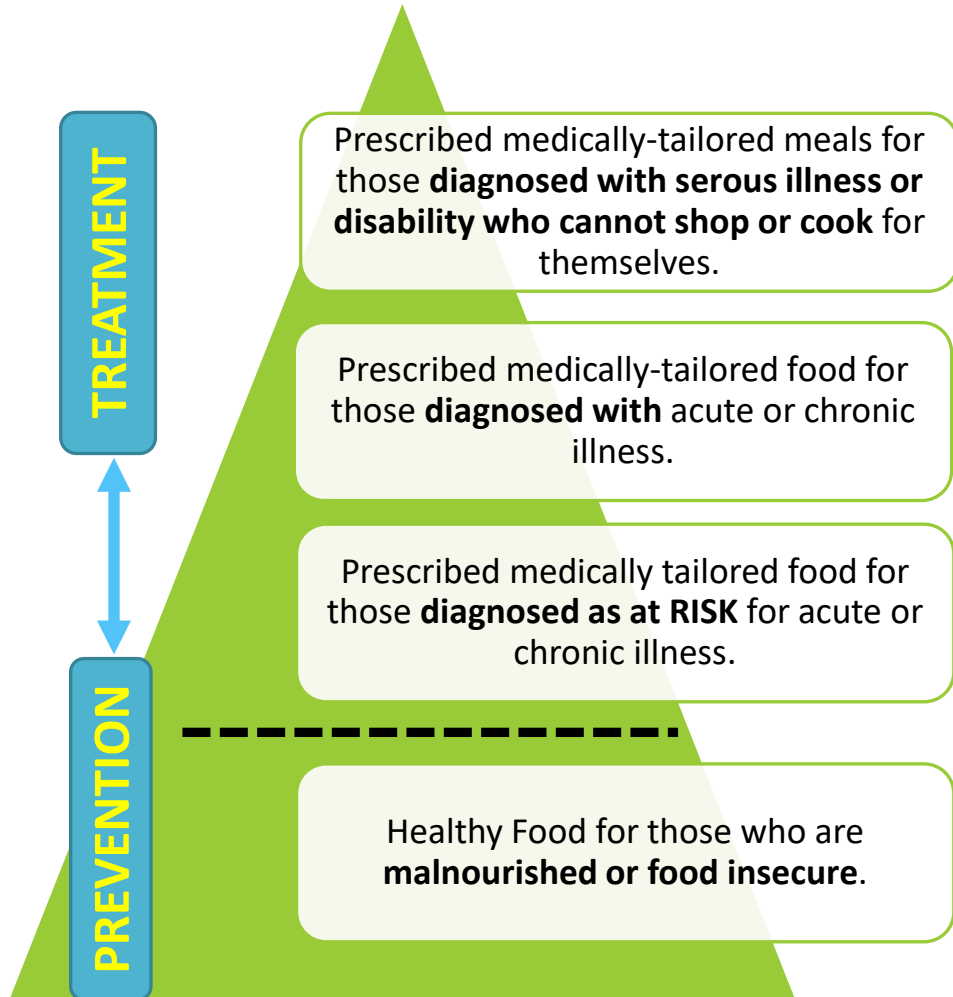 TREATMENT
Prescribed medically-tailored meals for
those diagnosed with serous illness or
disability who cannot shop or cook for
themselves.
Prescribed medically-tailored food for
those diagnosed with acute or chronic
illness.
Prescribed medically tailored food for
those diagnosed as at RISK for acute or
chronic illness.
PREVENTION
Healthy Food for those who are
malnourished or food insecure.